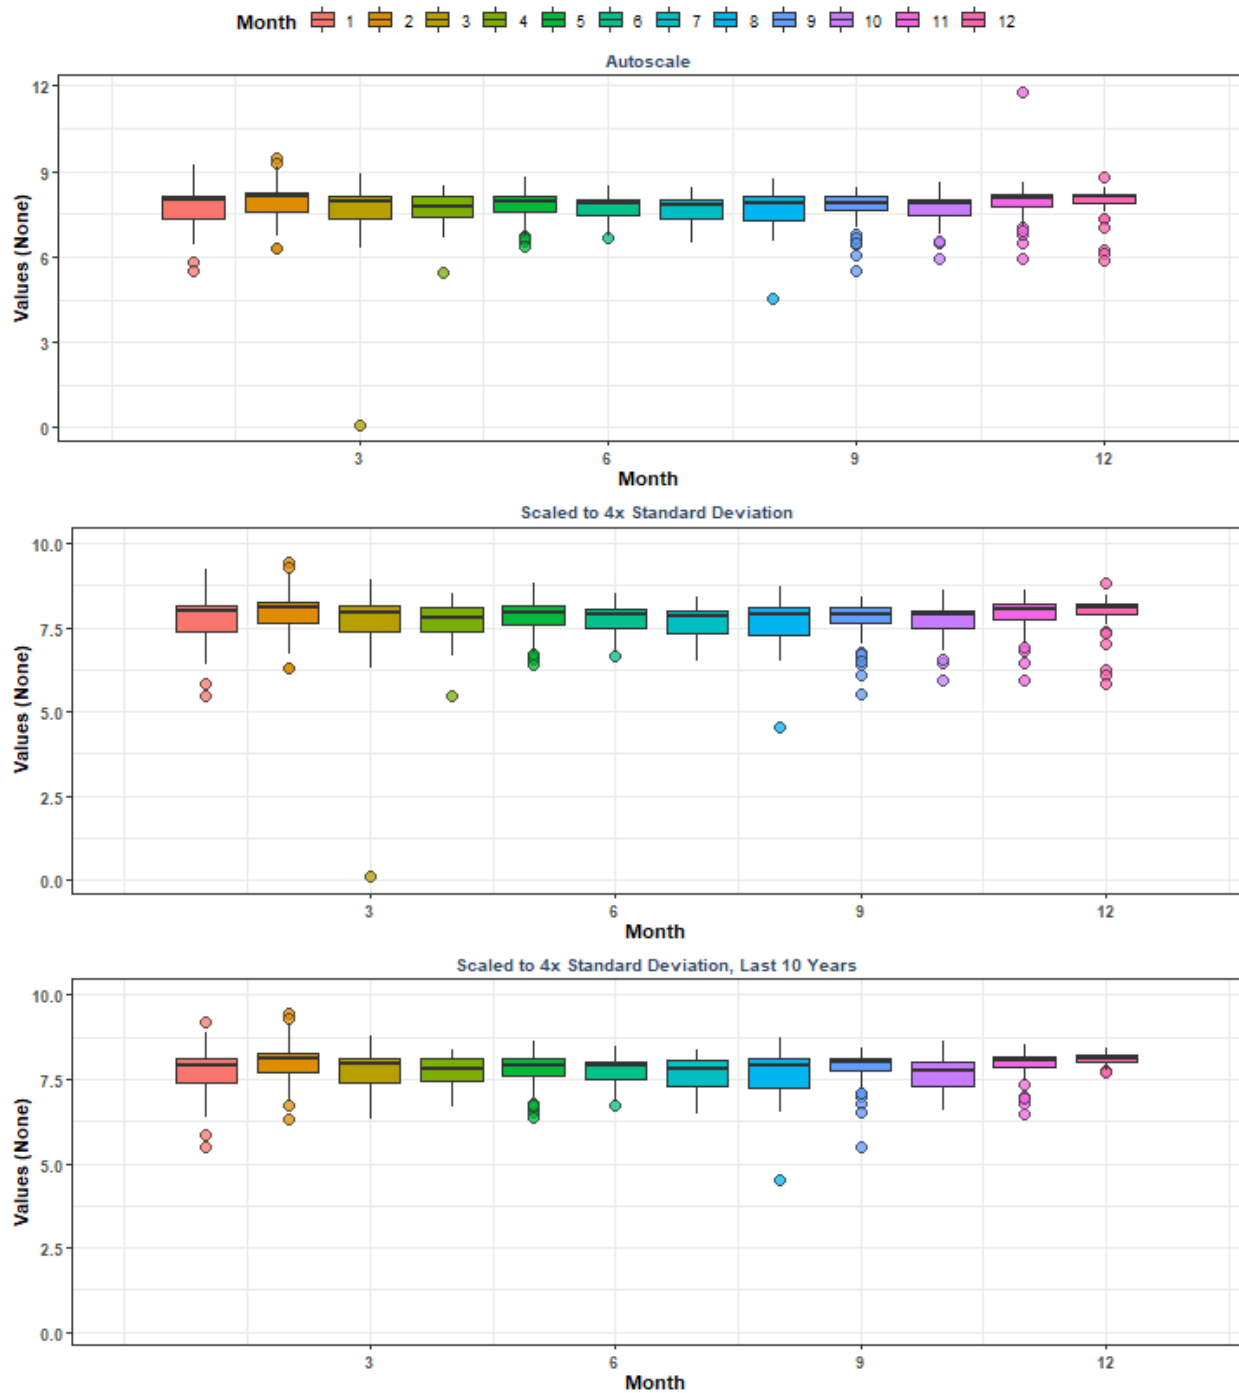 Month 1 2 3 4 5 6 7 8 9 10 11 12
Autoscale
12
9
6
3
0
Values (None)
3 6 9 12
Month
Scaled to 4x Standard Deviation
10.0
7.5
5.0
2.5
0.0
Values (None)
3 6 9 12
Month
Scaled to 4x Standard Deviation, Last 10 Years
10.0
7.5
5.0
2.5
0.0
Values (None)
3 6 9 12
Month